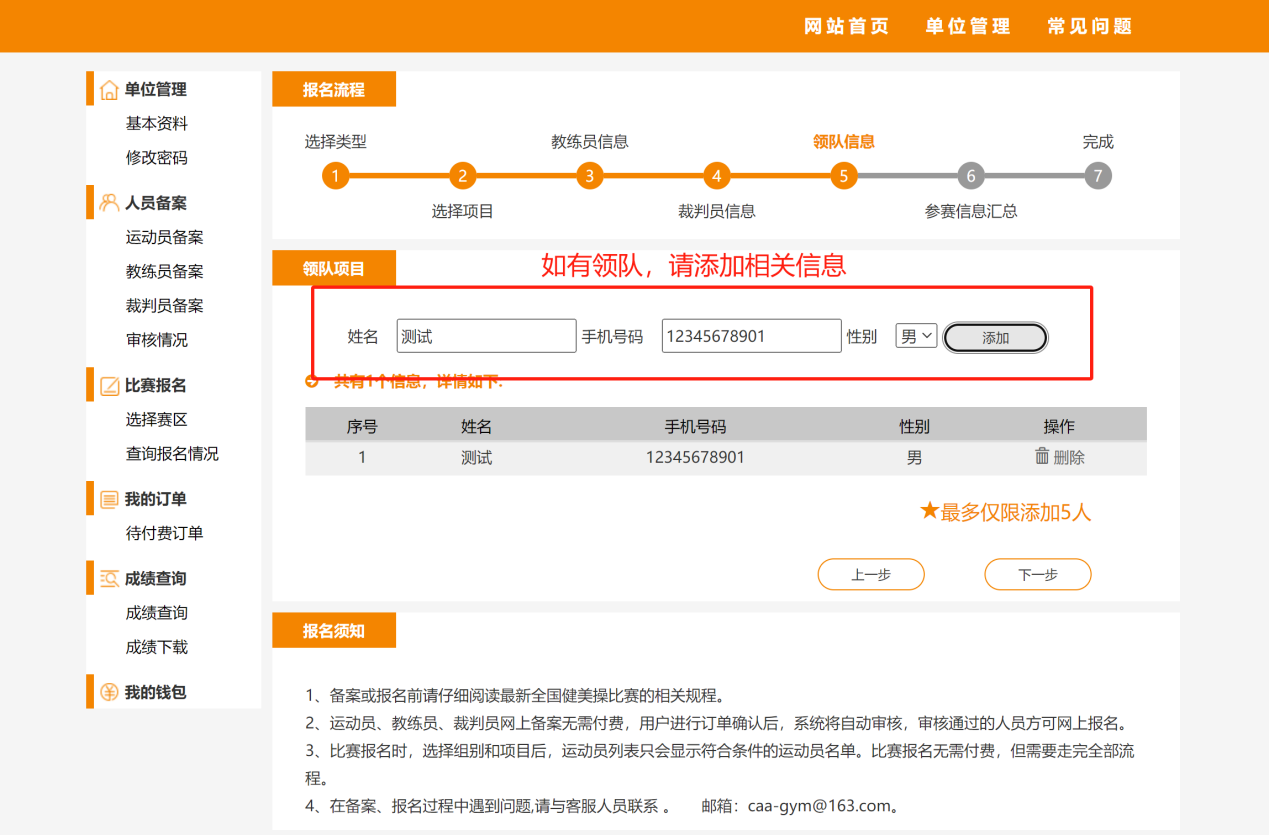 网站首页 单位管理 常见问题
单位管理
基本资料
修改密码
人员备案
运动员备案
教练员备案
裁判员备案
审核情况
比赛报名
选择赛区
查询报名情况
我的订单
待付费订单
成绩查询
成绩查询
成绩下载
我的钱包
报名流程
选择类型 教练员信息 领队信息 完成
1 2 3 4 5 6 7
选择项目 裁判员信息 参赛信息汇总
领队项目
如有领队，请添加相关信息
姓名 测试 手机号码 12345678901 性别 男 添加
共有1个信息，详情如下:
序号 姓名 手机号码 性别 操作
1 测试 12345678901 男 删除
★最多仅限添加5人
上一步 下一步
报名须知
1、备案或报名前请仔细阅读最新全国健美操比赛的相关规程。
2、运动员、教练员、裁判员网上备案无需付费，用户进行订单确认后，系统将自动审核，审核通过的人员方可网上报名。
3、比赛报名时，选择组别和项目后，运动员列表只会显示符合条件的运动员名单。比赛报名无需付费，但需要走完全部流
程。
4、在备案、报名过程中遇到问题,请与客服人员联系 。 邮箱：caa-gym@163.com。